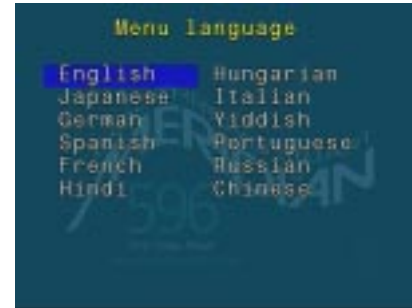 Menu language
English
Japanese
German
Spanish
French
Hindi
Hungarian
Italian
Yiddish
Portuguese
Russian
Chinese
596